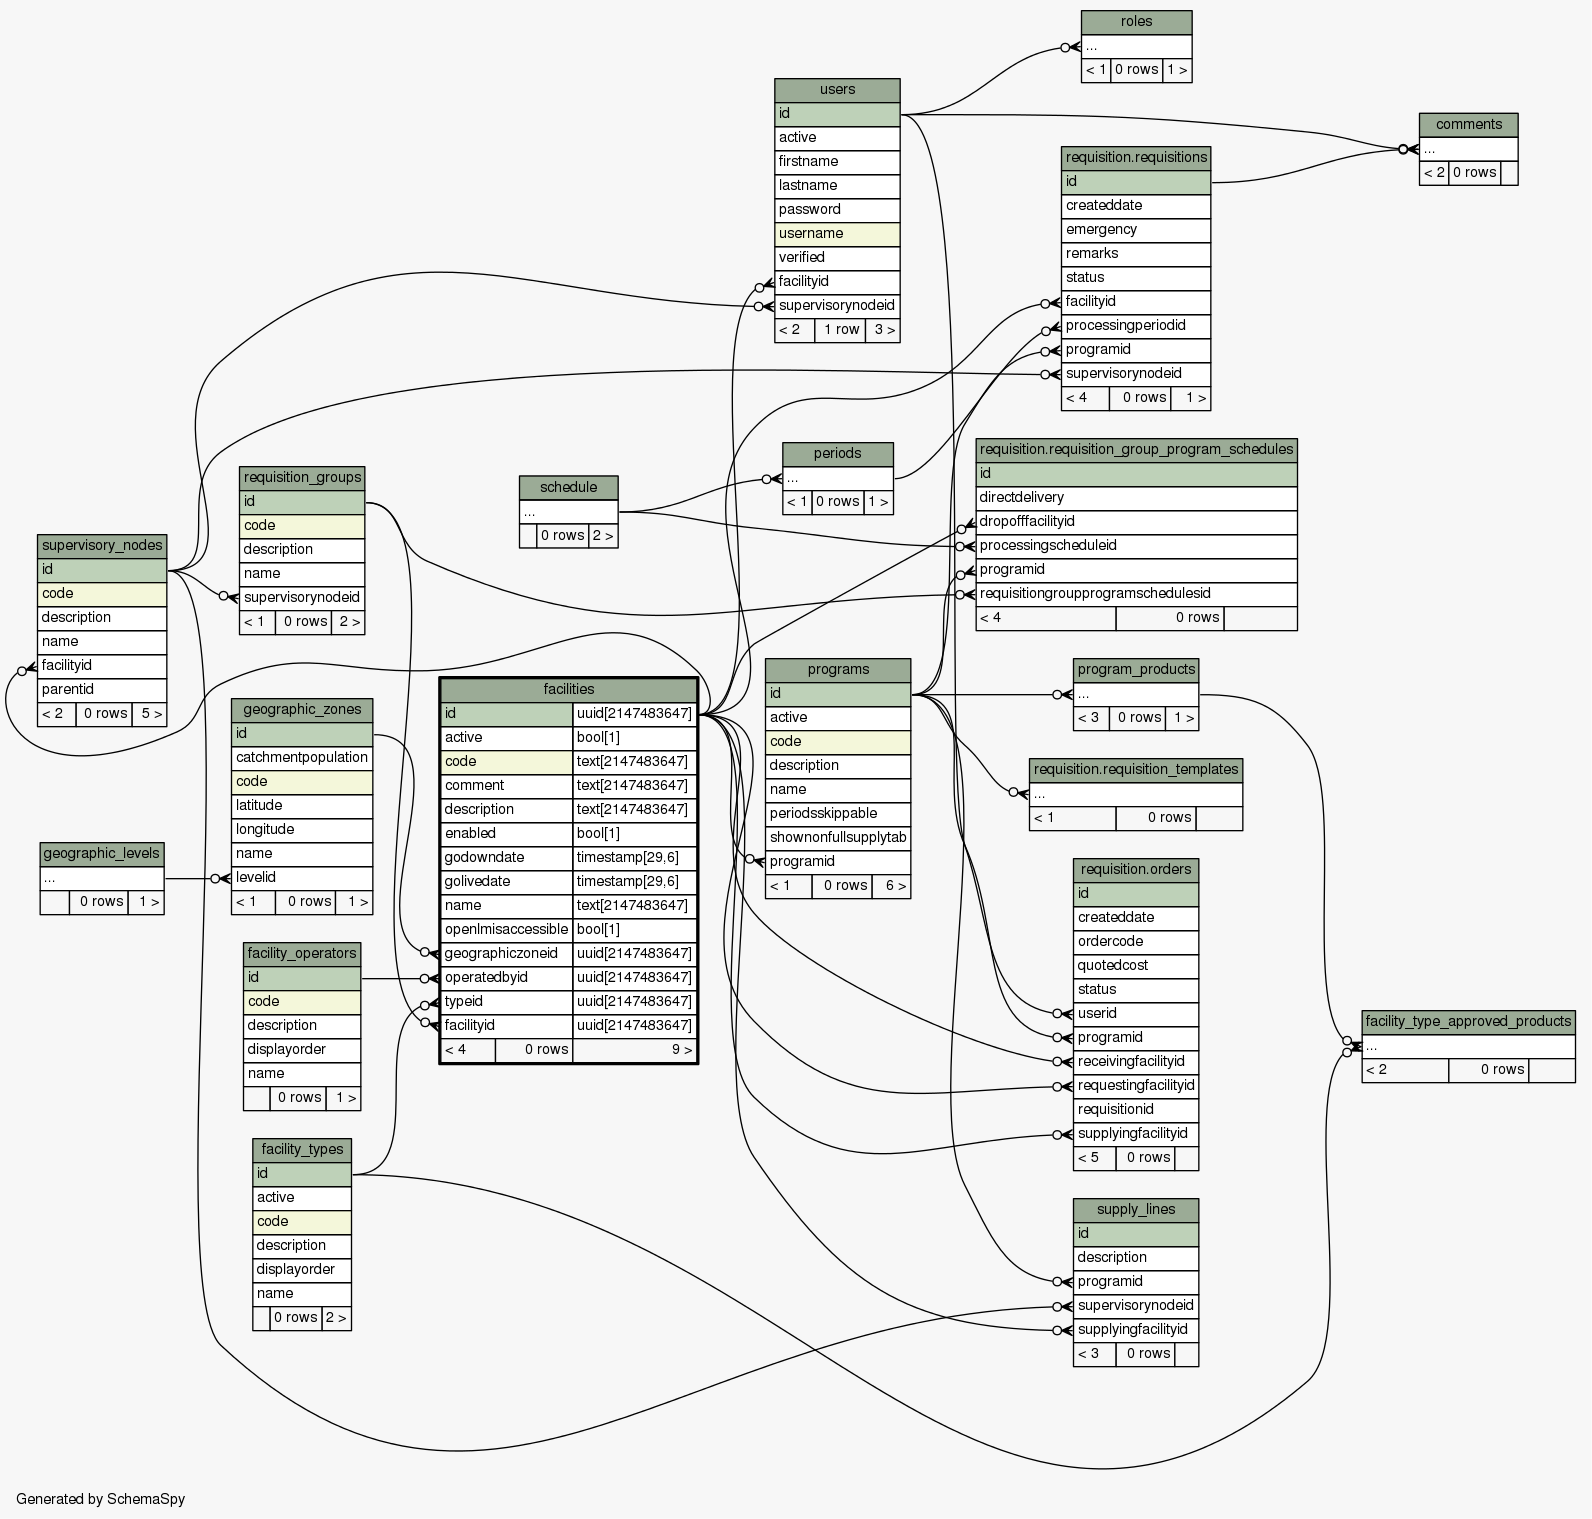 roles
...
< 1 0 rows 1 >
users
id
active
firstname
lastname
password
username
verified
facilityid
supervisorynodeid
< 2 1 row 3 >
comments
...
< 2 0 rows
requisition.requisitions
id
createddate
emergency
remarks
status
facilityid
processingperiodid
programid
supervisorynodeid
< 4 0 rows 1 >
periods
...
< 1 0 rows 1 >
requisition.requisition_group_program_schedules
id
directdelivery
dropofffacilityid
processingscheduleid
programid
requisitiongroupprogramschedulesid
< 4 0 rows
schedule
...
0 rows 2 >
requisition_groups
id
code
description
name
supervisorynodeid
< 1 0 rows 2 >
supervisory_nodes
id
code
description
name
facilityid
parentid
< 2 0 rows 5 >
geographic_zones
id
catchmentpopulation
code
latitude
longitude
name
levelid
< 1 0 rows 1 >
geographic_levels
...
0 rows 1 >
facilities
id uuid[2147483647]
active bool[1]
code text[2147483647]
comment text[2147483647]
description text[2147483647]
enabled bool[1]
godowndate timestamp[29,6]
golivedate timestamp[29,6]
name text[2147483647]
openlmisaccessible bool[1]
geographiczoneid uuid[2147483647]
operatedbyid uuid[2147483647]
typeid uuid[2147483647]
facilityid uuid[2147483647]
< 4 0 rows 9 >
programs
id
active
code
description
name
periodsskippable
shownonfullsupplytab
programid
< 1 0 rows 6 >
program_products
...
< 3 0 rows 1 >
requisition.requisition_templates
...
< 1 0 rows
requisition.orders
id
createddate
ordercode
quotedcost
status
userid
programid
receivingfacilityid
requestingfacilityid
requisitionid
supplyingfacilityid
< 5 0 rows
facility_type_approved_products
...
< 2 0 rows
facility_operators
id
code
description
displayorder
name
0 rows 1 >
facility_types
id
active
code
description
displayorder
name
0 rows 2 >
supply_lines
id
description
programid
supervisorynodeid
supplyingfacilityid
< 3 0 rows
Generated by SchemaSpy